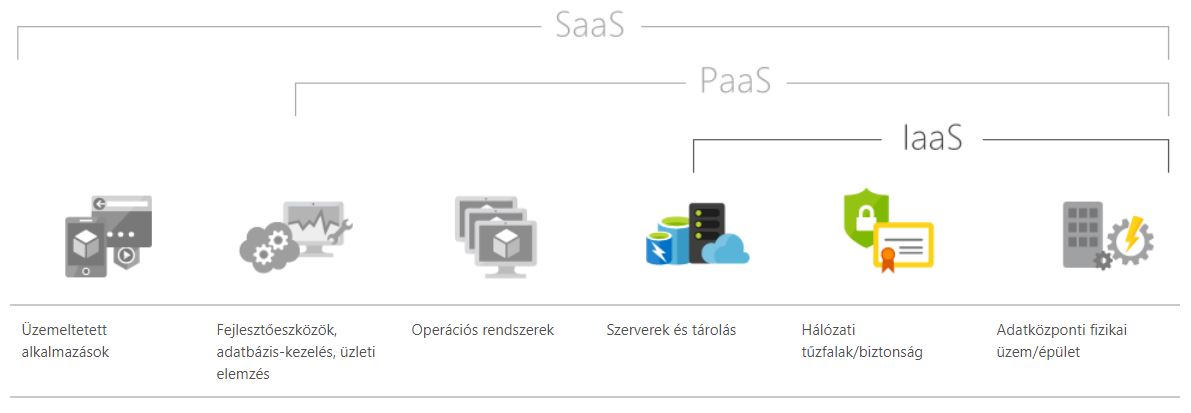 SaaS
PaaS
IaaS
Üzemeltetett
alkalmazások
Fejlesztőeszközök,
adatbázis-kezelés, üzleti
elemzés
Operációs rendszerek
Szerverek és tárolás
Hálózati
tűzfalak/biztonság
Adatközponti fizikai
üzem/épület